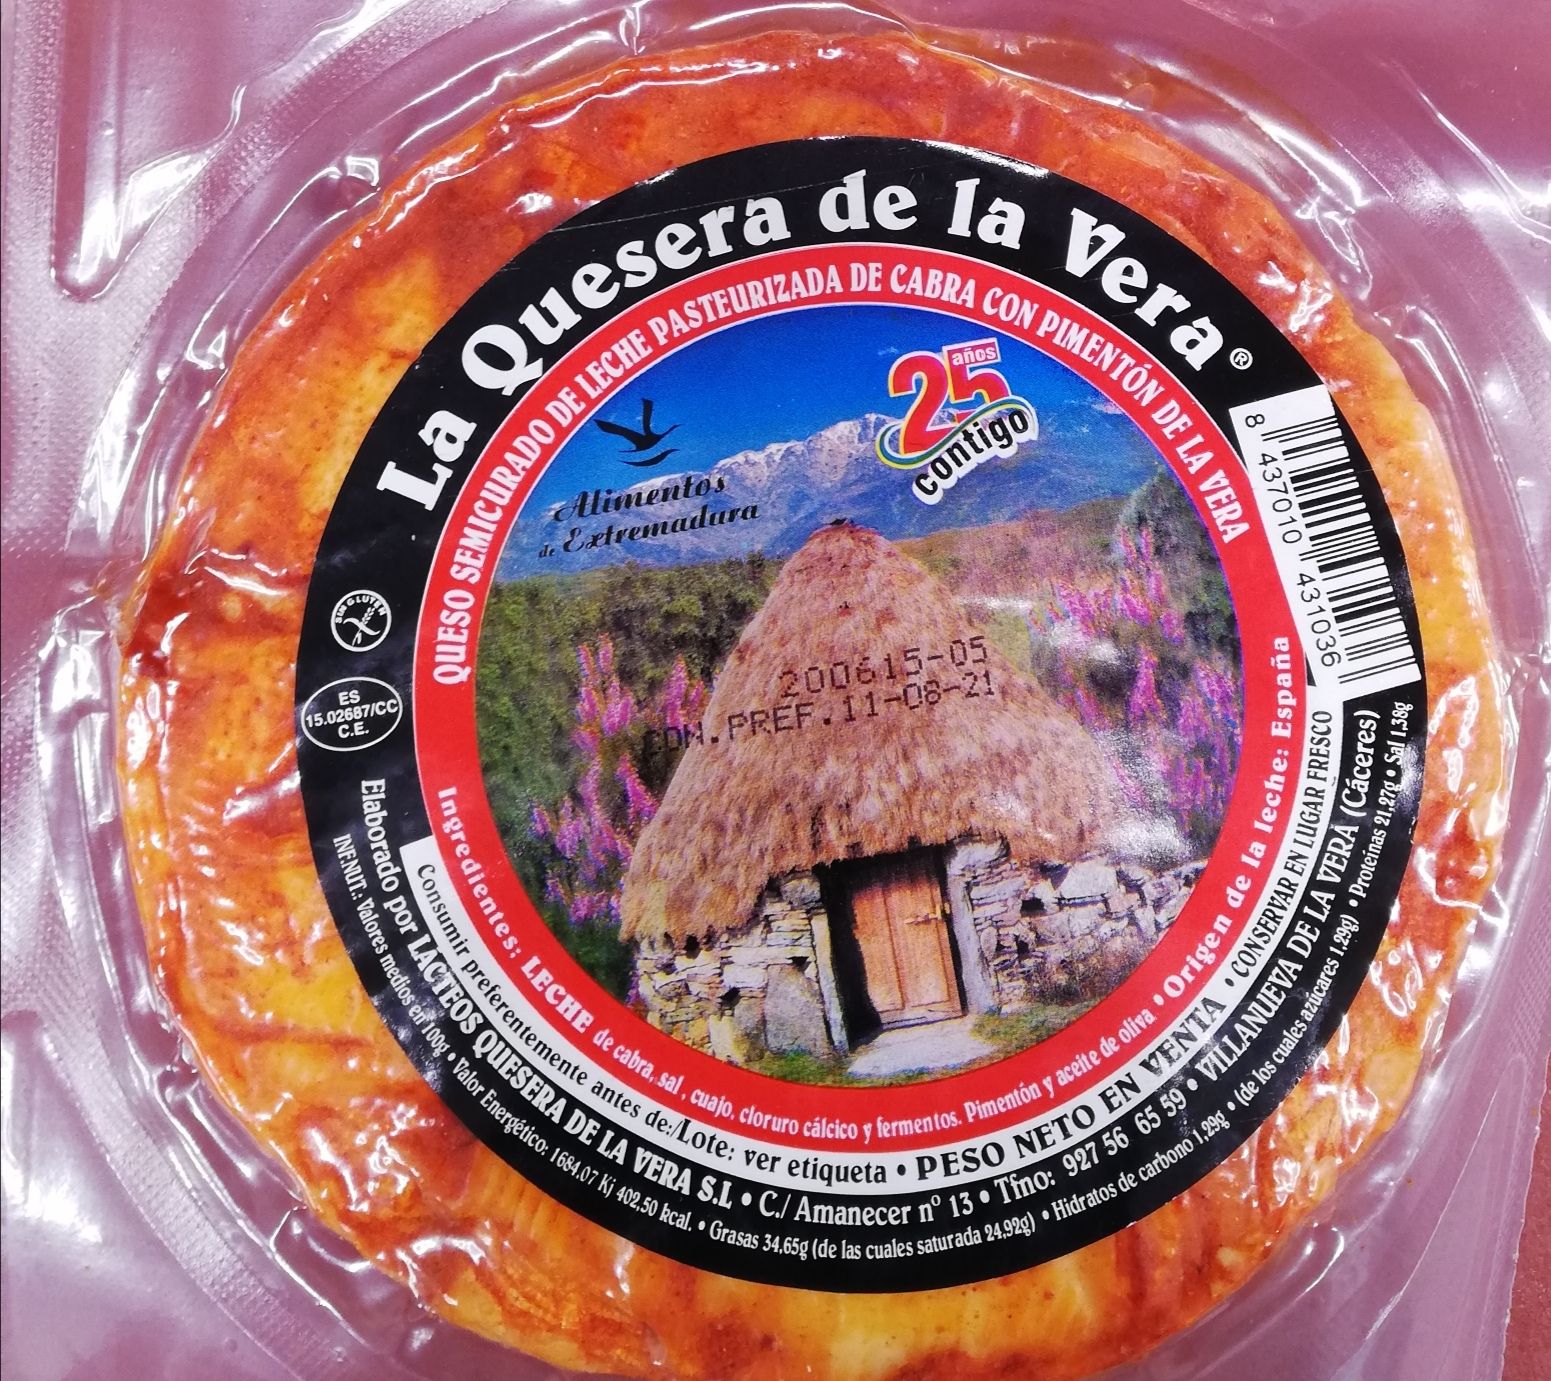 La Quesera de la Vera®
QUESO SEMICURADO DE LECHE PASTEURIZADA DE CABRA CON PIMENTÓN DE LA VERA
25 años
contigo
Alimentos
de Extremadura
SIN GLUTEN
ES
15.02687/CC
C.E.
200615-05
CON.PREF.11-08-21
8 437010 431036
Ingredientes: LECHE de cabra, sal, cuajo, cloruro cálcico y fermentos. Pimentón y aceite de oliva • Origen de la leche: España
Consumir preferentemente antes de:/Lote: ver etiqueta • PESO NETO EN VENTA • CONSERVAR EN LUGAR FRESCO
Elaborado por LACTEOS QUESERA DE LA VERA S.L • C./ Amanecer nº 13 • Tfno: 927 56 65 59 • VILLANUEVA DE LA VERA (Cáceres)
INFNUT.: Valores medios en 100g • Valor Energético: 1684,07 Kj 402,50 kcal. • Grasas 34,65g (de las cuales saturada 24,92g) • Hidratos de carbono 1,29g • (de los cuales azúcares 1,29g) • Proteinas 21,27g • Sal 1,38g